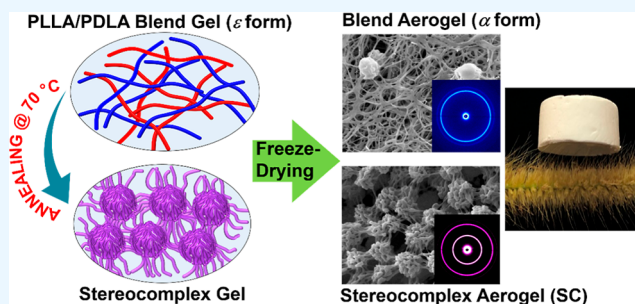 PLLA/PDLA Blend Gel (ε form)
ANNEALING @ 70 °C
Stereocomplex Gel
Freeze-
Drying
Blend Aerogel (α form)
Stereocomplex Aerogel (SC)